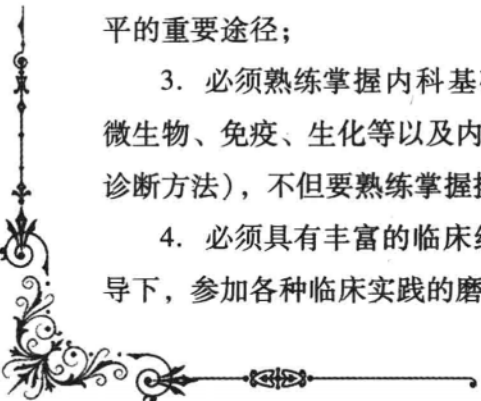 平的重要途径；
3. 必须熟练掌握内科基
微生物、免疫、生化等以及内
诊断方法），不但要熟练掌握
4. 必须具有丰富的临床
导下，参加各种临床实践的磨